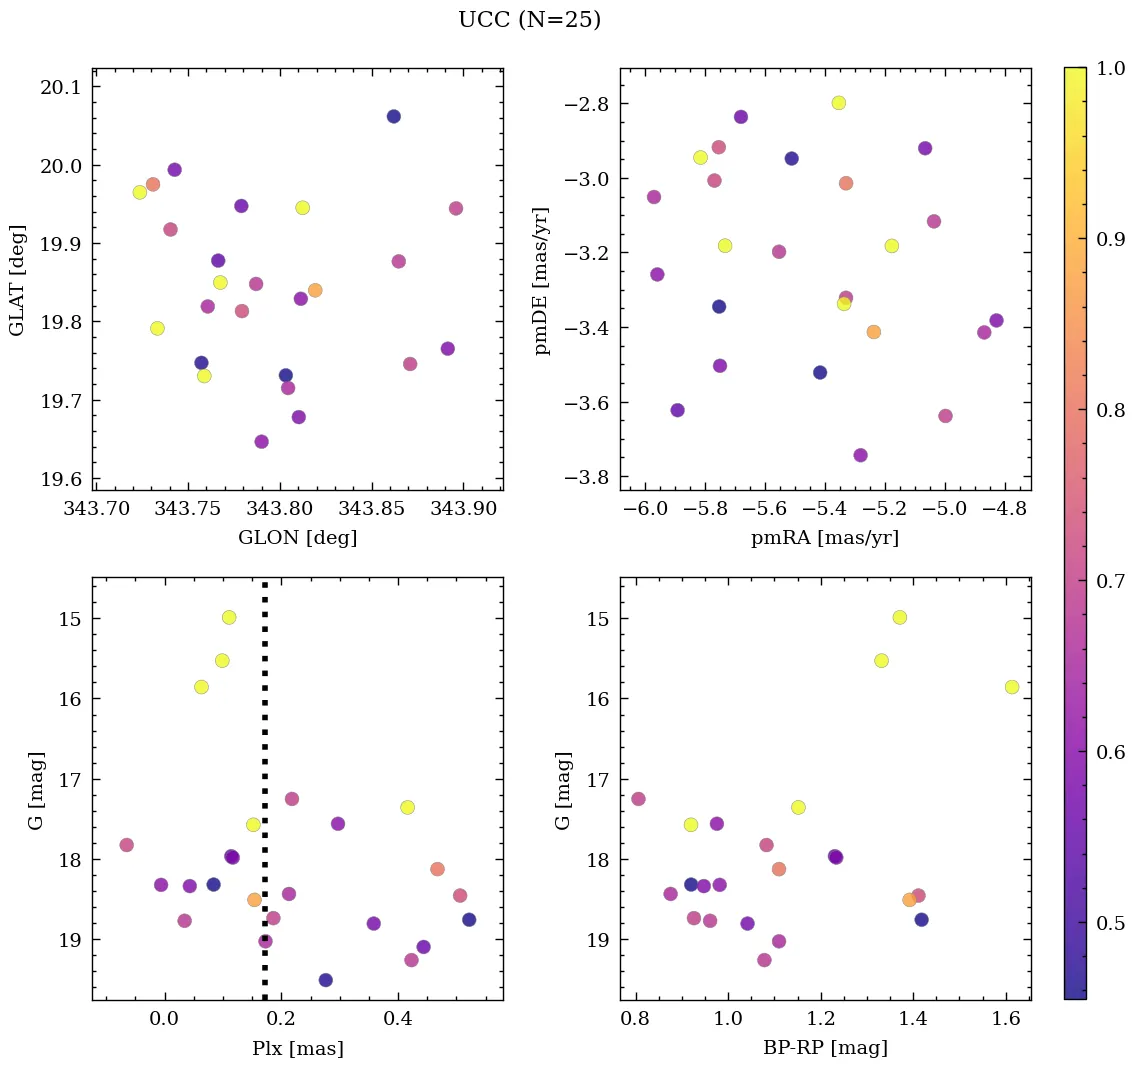 UCC (N=25)
20.1
20.0
19.9
19.8
19.7
19.6
GLAT [deg]
343.70 343.75 343.80 343.85 343.90
GLON [deg]
−2.8
−3.0
−3.2
−3.4
−3.6
−3.8
pmDE [mas/yr]
−6.0 −5.8 −5.6 −5.4 −5.2 −5.0 −4.8
pmRA [mas/yr]
15
16
17
18
19
G [mag]
0.0 0.2 0.4
Plx [mas]
15
16
17
18
19
G [mag]
0.8 1.0 1.2 1.4 1.6
BP-RP [mag]
1.0
0.9
0.8
0.7
0.6
0.5